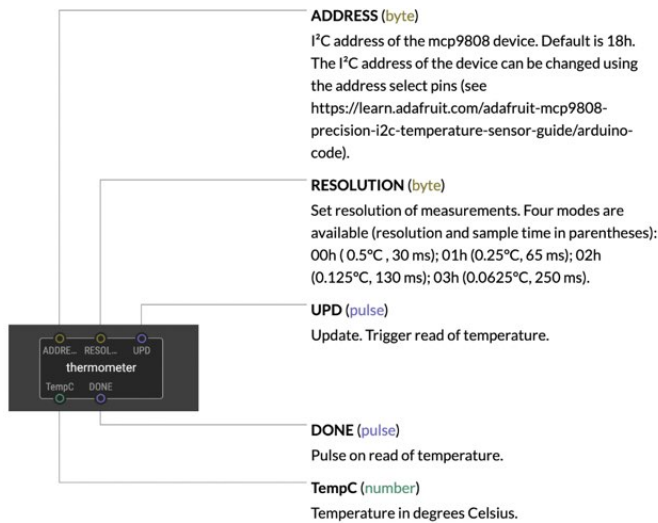 ADDRESS (byte)
I²C address of the mcp9808 device. Default is 18h.
The I²C address of the device can be changed using
the address select pins (see
https://learn.adafruit.com/adafruit-mcp9808-
precision-i2c-temperature-sensor-guide/arduino-
code).
RESOLUTION (byte)
Set resolution of measurements. Four modes are
available (resolution and sample time in parentheses):
00h ( 0.5°C , 30 ms); 01h (0.25°C, 65 ms); 02h
(0.125°C, 130 ms); 03h (0.0625°C, 250 ms).
UPD (pulse)
Update. Trigger read of temperature.
ADDRE... RESOL... UPD
thermometer
TempC DONE
DONE (pulse)
Pulse on read of temperature.
TempC (number)
Temperature in degrees Celsius.